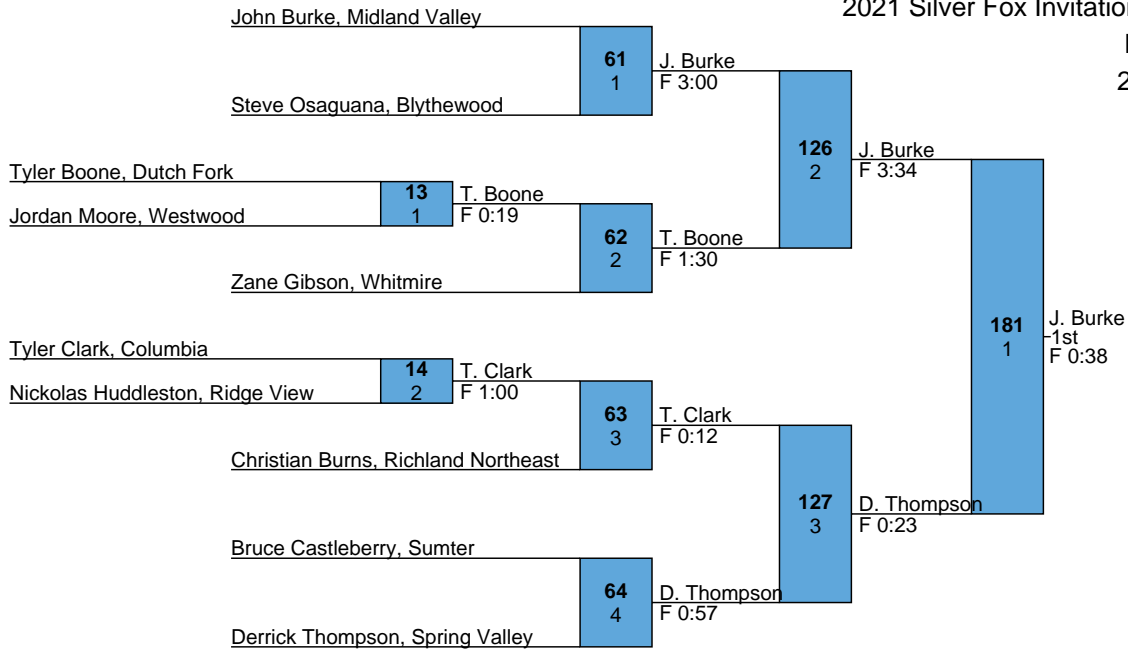 2021 Silver Fox Invitation
John Burke, Midland Valley
61
1
J. Burke
F 3:00
Steve Osaguana, Blythewood
126
2
J. Burke
F 3:34
Tyler Boone, Dutch Fork
13
1
T. Boone
F 0:19
Jordan Moore, Westwood
62
2
T. Boone
F 1:30
Zane Gibson, Whitmire
181
1
J. Burke
1st
F 0:38
Tyler Clark, Columbia
14
2
T. Clark
F 1:00
Nickolas Huddleston, Ridge View
63
3
T. Clark
F 0:12
Christian Burns, Richland Northeast
127
3
D. Thompson
F 0:23
Bruce Castleberry, Sumter
64
4
D. Thompson
F 0:57
Derrick Thompson, Spring Valley